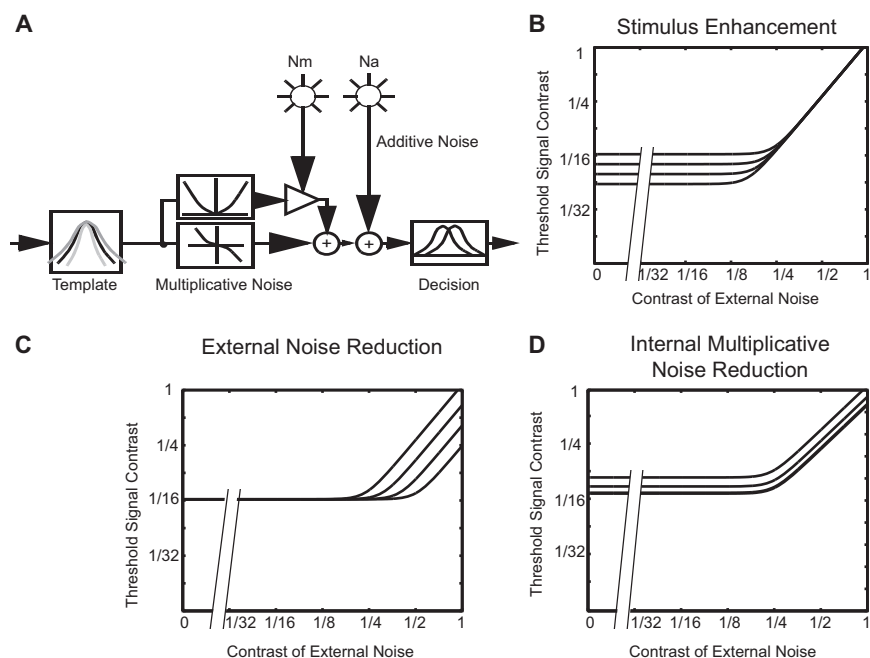 A
Nm
Na
Additive Noise
+
+
Template
Multiplicative Noise
Decision
B
Stimulus Enhancement
Threshold Signal Contrast
1
1/4
1/16
1/32
0
1/32
1/16
1/8
1/4
1/2
1
Contrast of External Noise
C
External Noise Reduction
Threshold Signal Contrast
1
1/4
1/16
1/32
0
1/32
1/16
1/8
1/4
1/2
1
Contrast of External Noise
D
Internal Multiplicative
Noise Reduction
Threshold Signal Contrast
1
1/4
1/16
1/32
0
1/32
1/16
1/8
1/4
1/2
1
Contrast of External Noise